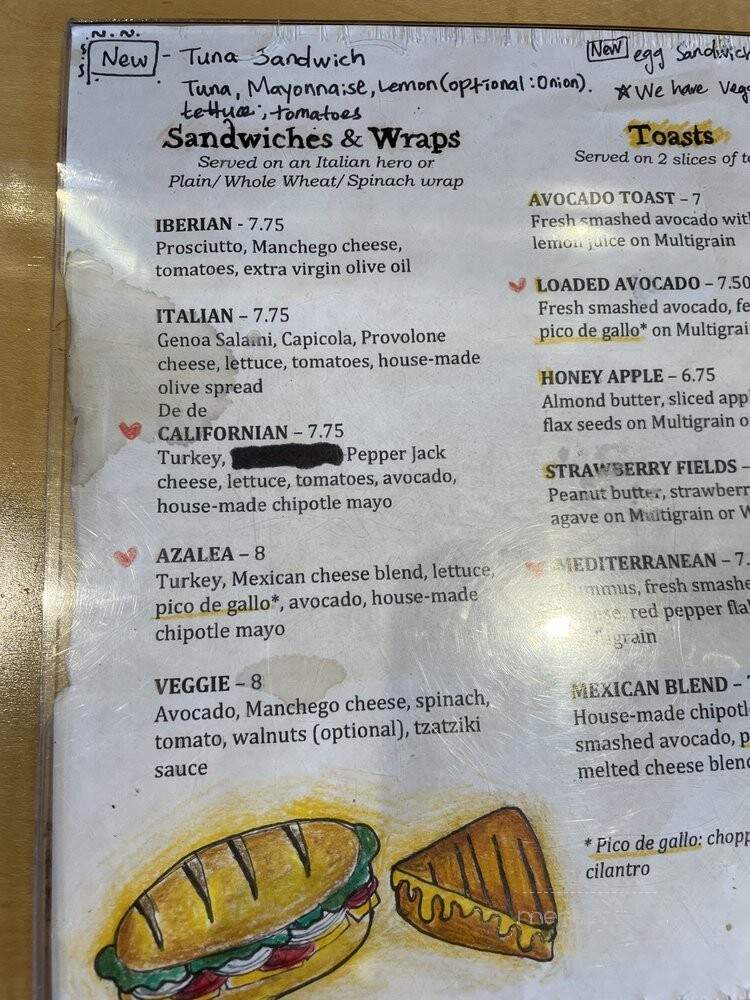 New - Tuna Sandwich
Tuna, Mayonnaise, Lemon (optional : Onion).
Lettuce, tomatoes
Sandwiches & Wraps
Served on an Italian hero or
Plain/ Whole Wheat/ Spinach wrap
IBERIAN - 7.75
Prosciutto, Manchego cheese,
tomatoes, extra virgin olive oil
ITALIAN – 7.75
Genoa Salami, Capicola, Provolone
cheese, lettuce, tomatoes, house-made
olive spread
De de
CALIFORNIAN – 7.75
Turkey, Pepper Jack
cheese, lettuce, tomatoes, avocado,
house-made chipotle mayo
AZALEA – 8
Turkey, Mexican cheese blend, lettuce,
pico de gallo*, avocado, house-made
chipotle mayo
VEGGIE – 8
Avocado, Manchego cheese, spinach,
tomato, walnuts (optional), tzatziki
sauce
New egg Sandwich
☆ We have
Toasts
Served on 2 slices of
AVOCADO TOAST – 7
Fresh smashed avocado
lemon juice on Multigrain
LOADED AVOCADO – 7.50
Fresh smashed avocado,
pico de gallo* on
HONEY APPLE – 6.75
Almond butter, sliced
flax seeds on Multigrain
STRAWBERRY FIELDS –
Peanut butter,
agave on Multigrain or
MEDITERRANEAN – 7.
fresh
red pepper
MEXICAN BLEND –
House-made
smashed avocado,
melted cheese
* Pico de gallo:
cilantro